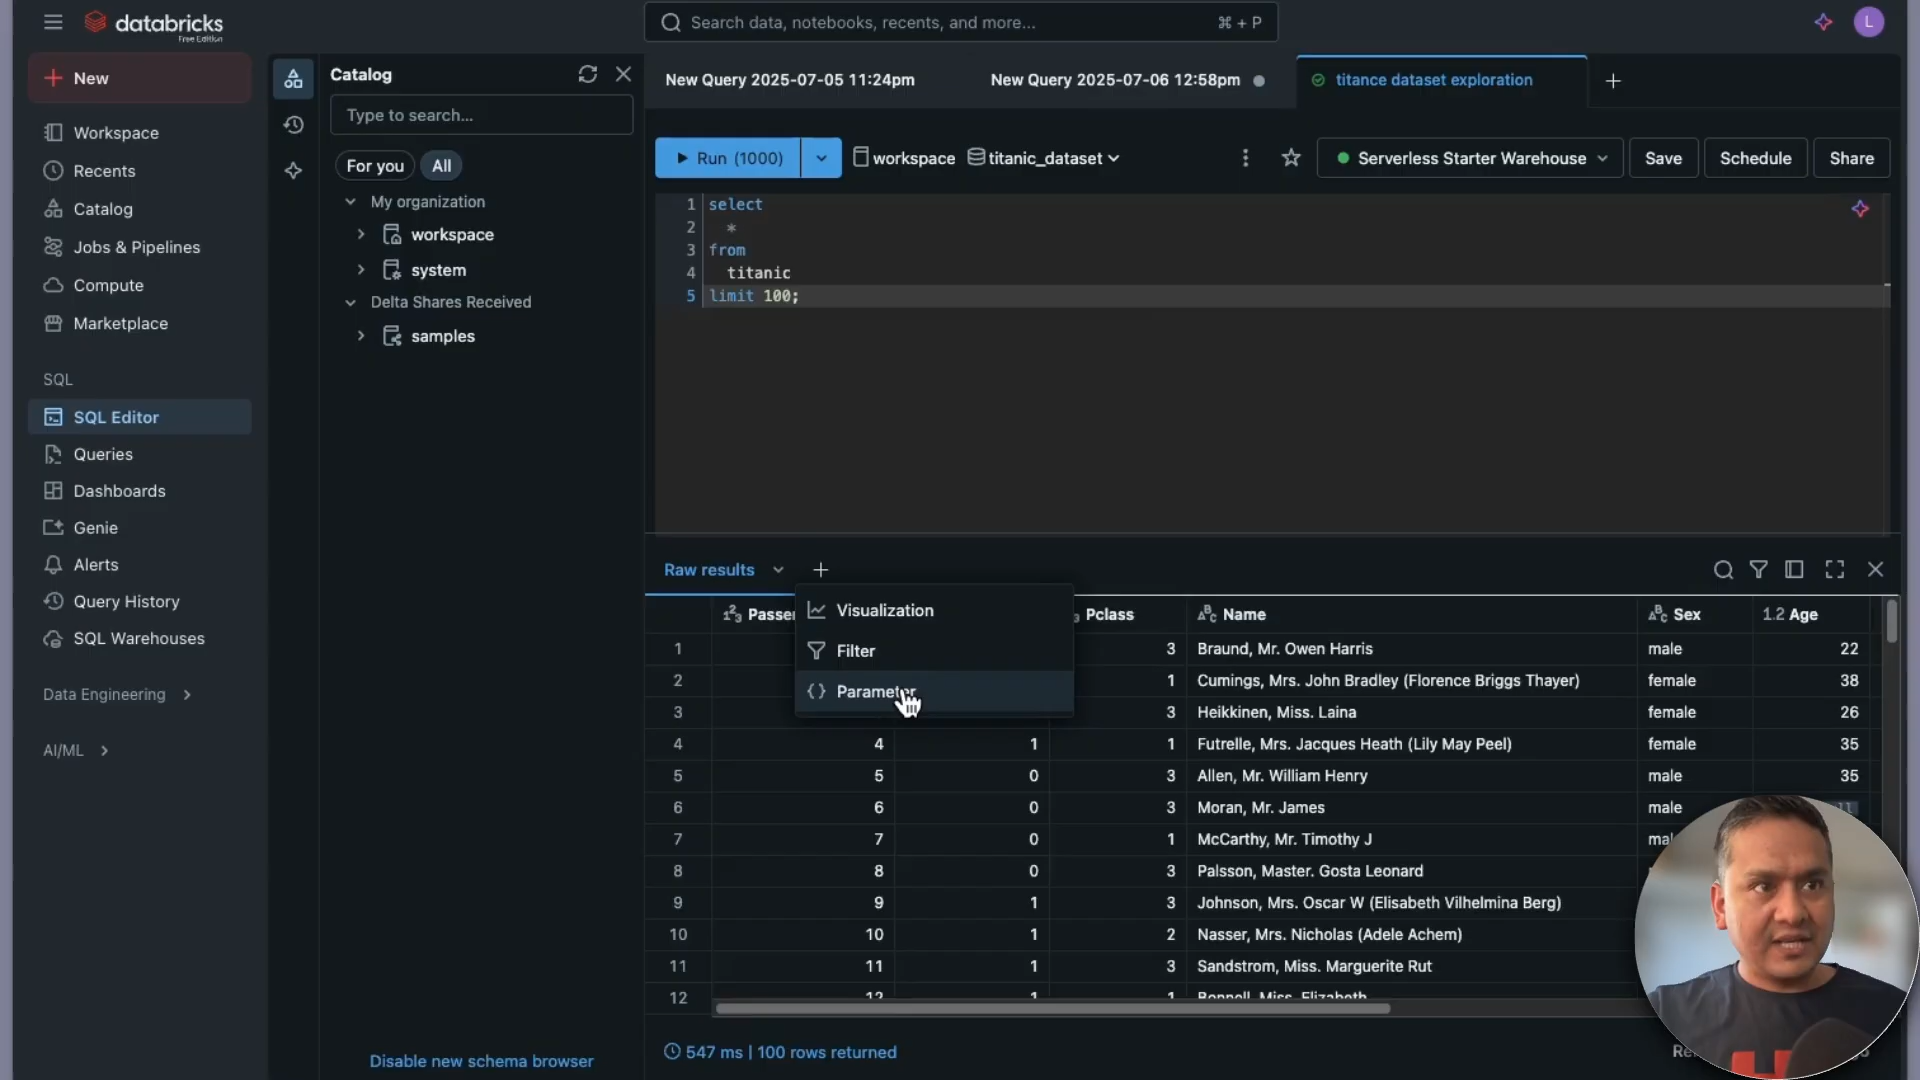 databricks
Free Edition
Search data, notebooks, recents, and more...
⌘ + P
L
New
Workspace
Recents
Catalog
Jobs & Pipelines
Compute
Marketplace
SQL
SQL Editor
Queries
Dashboards
Genie
Alerts
Query History
SQL Warehouses
Data Engineering
AI/ML
Catalog
Type to search...
For you
All
My organization
workspace
system
Delta Shares Received
samples
Disable new schema browser
New Query 2025-07-05 11:24pm
New Query 2025-07-06 12:58pm
titance dataset exploration
Run (1000)
workspace
titanic_dataset
Serverless Starter Warehouse
Save
Schedule
Share
1 select
2 *
3 from
4 titanic
5 limit 100;
Raw results
Visualization
Filter
Parameter
Pclass
Name
Sex
1.2 Age
1 3 Braund, Mr. Owen Harris male 22
2 1 Cumings, Mrs. John Bradley (Florence Briggs Thayer) female 38
3 3 Heikkinen, Miss. Laina female 26
4 4 1 1 Futrelle, Mrs. Jacques Heath (Lily May Peel) female 35
5 5 0 3 Allen, Mr. William Henry male 35
6 6 0 3 Moran, Mr. James male
7 7 0 1 McCarthy, Mr. Timothy J
8 8 0 3 Palsson, Master. Gosta Leonard
9 9 1 3 Johnson, Mrs. Oscar W (Elisabeth Vilhelmina Berg)
10 10 1 2 Nasser, Mrs. Nicholas (Adele Achem)
11 11 1 3 Sandstrom, Miss. Marguerite Rut
12 12 1 1 Bonnell, Miss. Elizabeth
547 ms | 100 rows returned